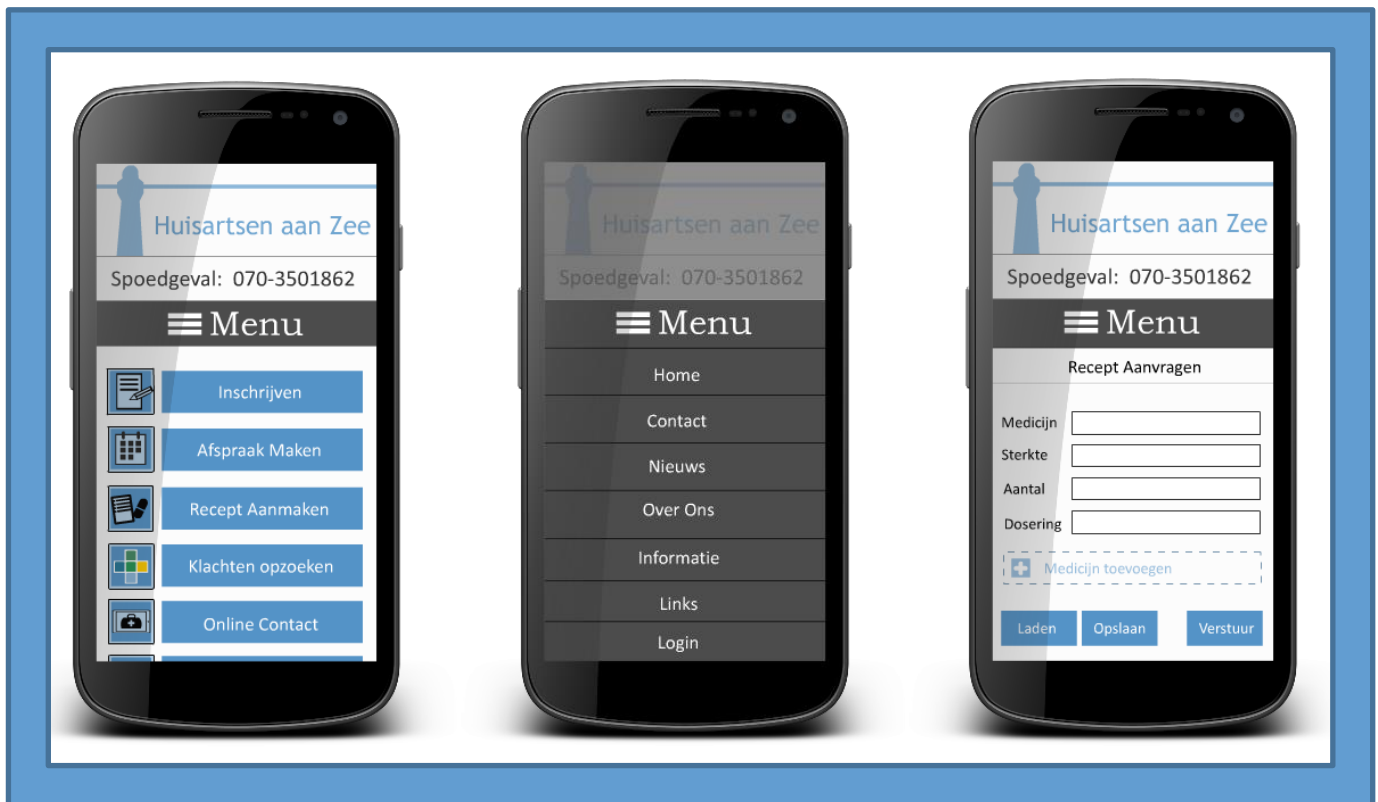 Huisartsen aan Zee
Spoedgeval: 070-3501862
Menu
Inschrijven
Afspraak Maken
Recept Aanmaken
Klachten opzoeken
Online Contact
Huisartsen aan Zee
Spoedgeval: 070-3501862
Menu
Home
Contact
Nieuws
Over Ons
Informatie
Links
Login
Huisartsen aan Zee
Spoedgeval: 070-3501862
Menu
Recept Aanvragen
Medicijn
Sterkte
Aantal
Dosering
Medicijn toevoegen
Laden Opslaan Verstuur